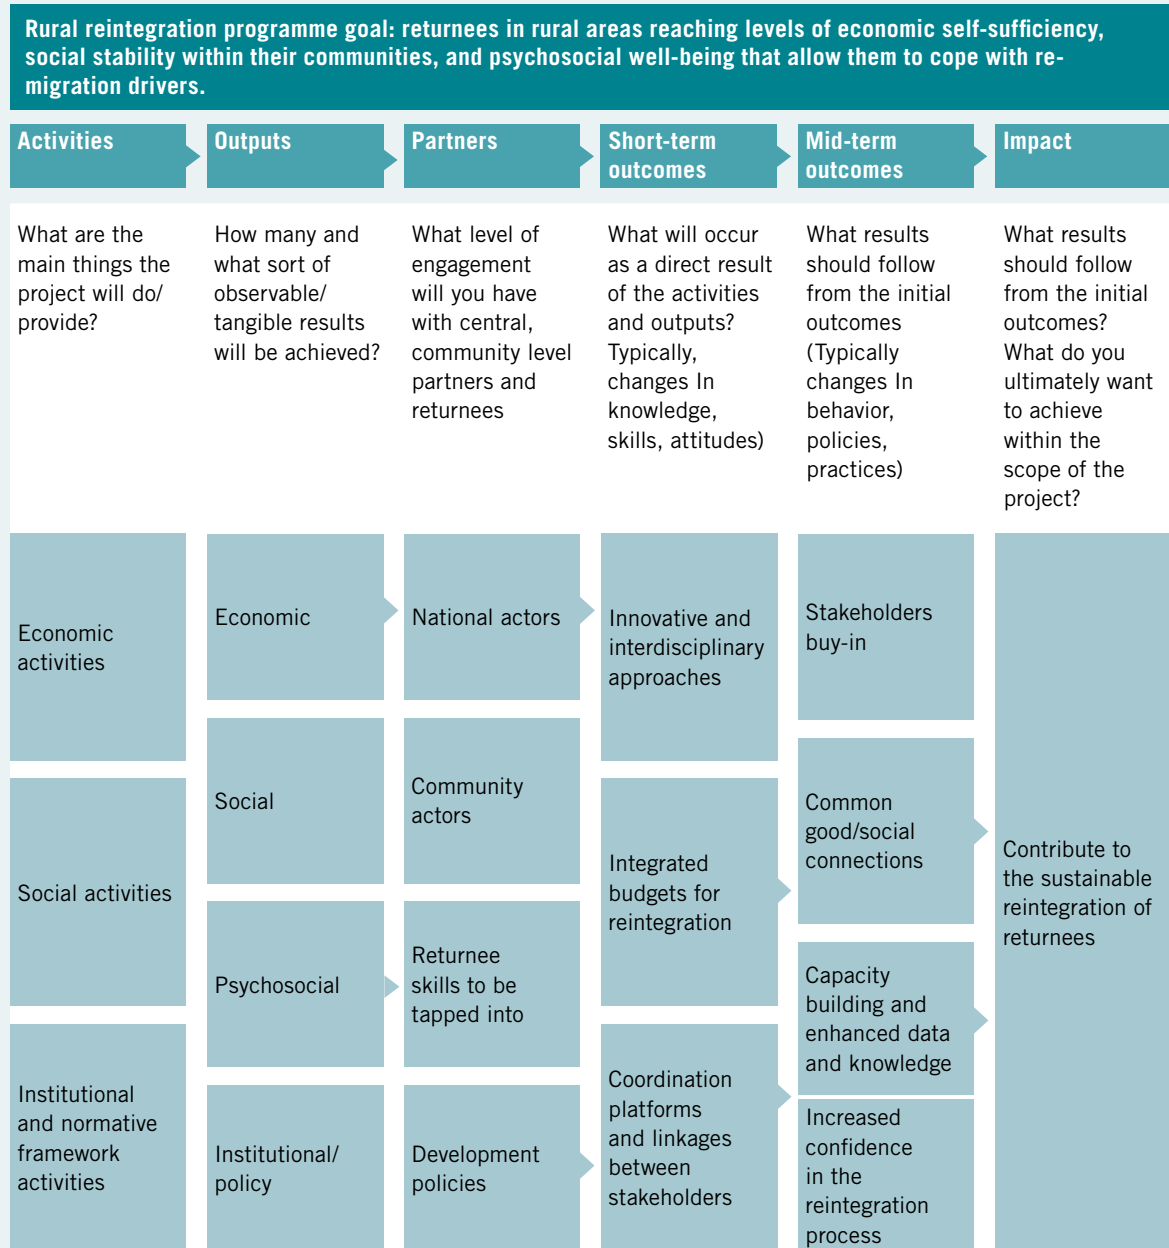 Rural reintegration programme goal: returnees in rural areas reaching levels of economic self-sufficiency,
social stability within their communities, and psychosocial well-being that allow them to cope with re-
migration drivers.
Activities
Outputs
Partners
Short-term
outcomes
Mid-term
outcomes
Impact
What are the
main things the
project will do/
provide?
How many and
what sort of
observable/
tangible results
will be achieved?
What level of
engagement
will you have
with central,
community level
partners and
returnees
What will occur
as a direct result
of the activities
and outputs?
Typically,
changes In
knowledge,
skills, attitudes)
What results
should follow
from the initial
outcomes
(Typically
changes In
behavior,
policies,
practices)
What results
should follow
from the initial
outcomes?
What do you
ultimately want
to achieve
within the
scope of the
project?
Economic
activities
Social activities
Institutional
and normative
framework
activities
Economic
Social
Psychosocial
Institutional/
policy
National actors
Community
actors
Returnee
skills to be
tapped into
Development
policies
Innovative and
interdisciplinary
approaches
Integrated
budgets for
reintegration
Coordination
platforms
and linkages
between
stakeholders
Stakeholders
buy-in
Common
good/social
connections
Capacity
building and
enhanced data
and knowledge
Increased
confidence
in the
reintegration
process
Contribute to
the sustainable
reintegration of
returnees